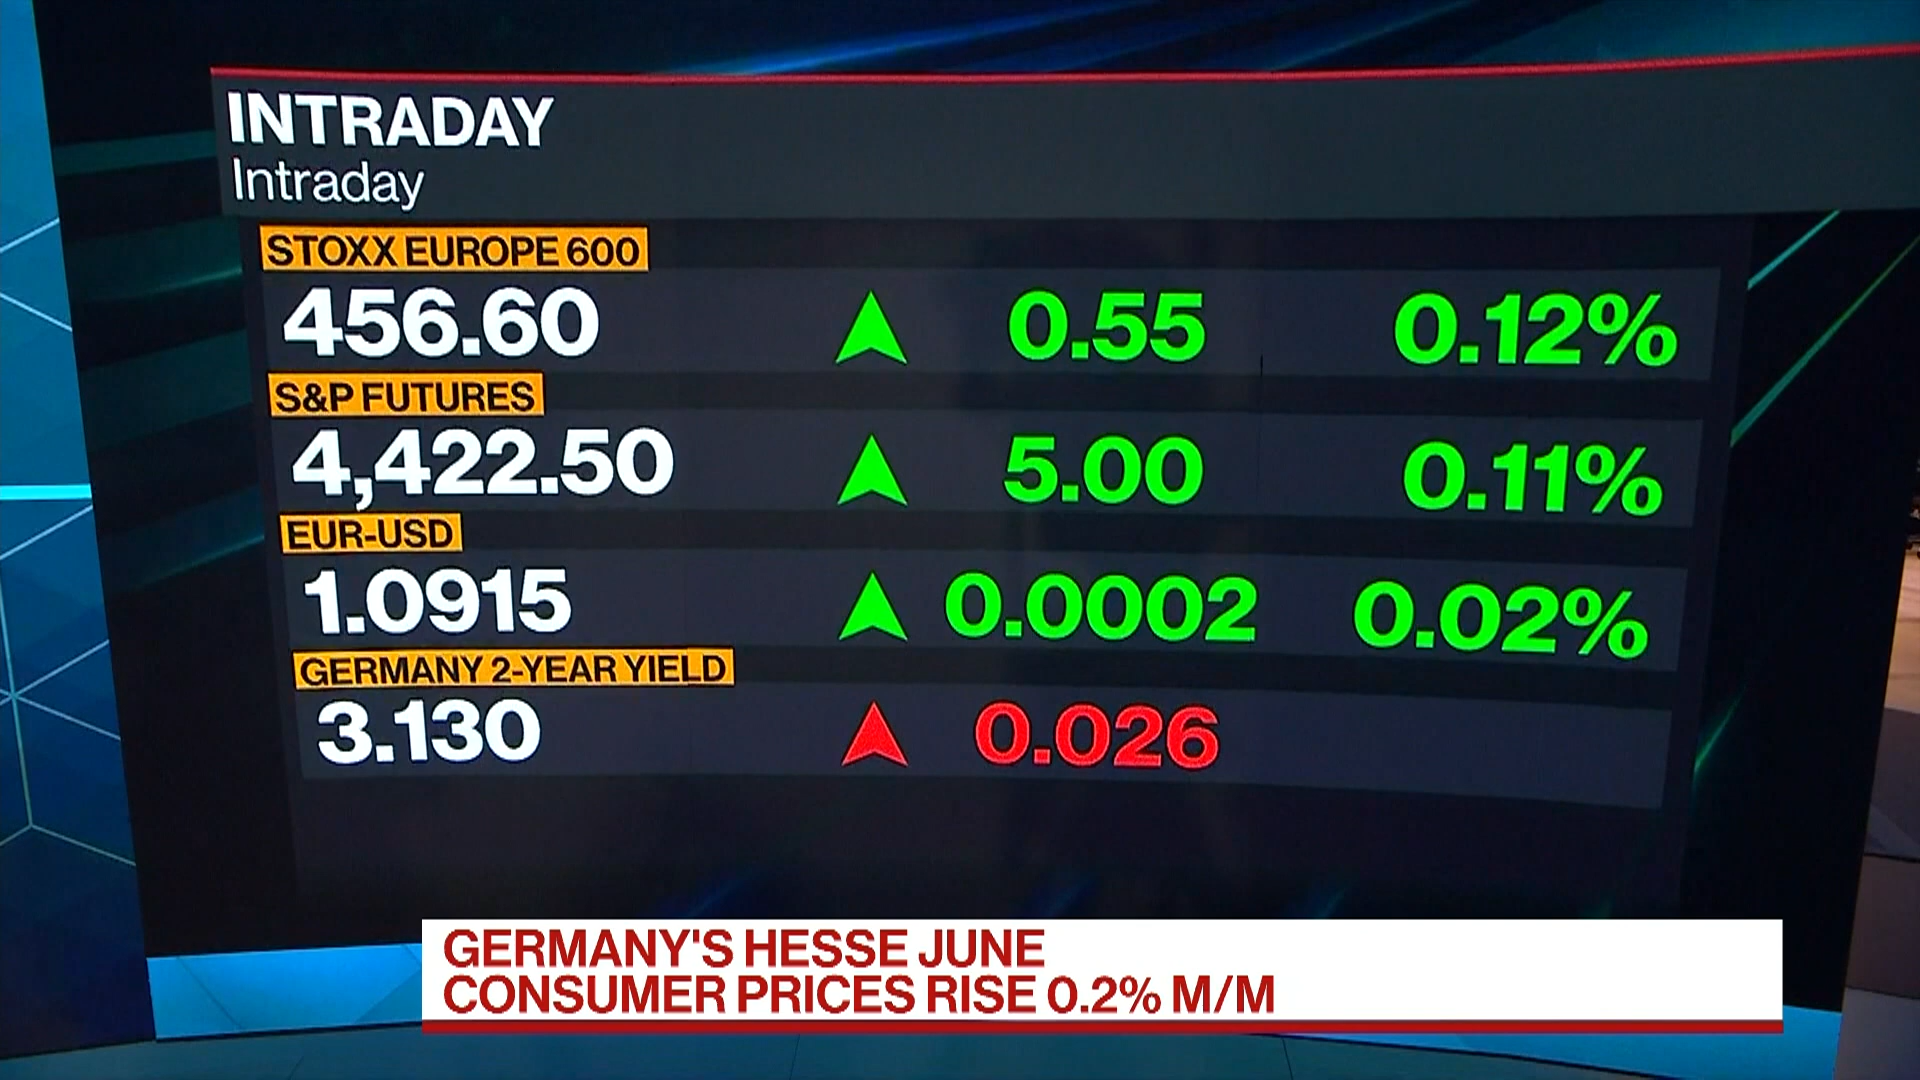 INTRADAY
Intraday
STOXX EUROPE 600
456.60 0.55 0.12%
S&P FUTURES
4,422.50 5.00 0.11%
EUR-USD
1.0915 0.0002 0.02%
GERMANY 2-YEAR YIELD
3.130 0.026
GERMANY'S HESSE JUNE
CONSUMER PRICES RISE 0.2% M/M